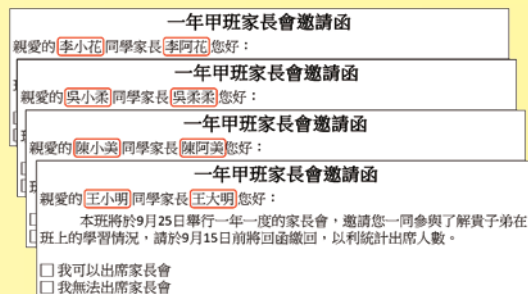 一年甲班家長會邀請函
親愛的李小花同學家長李阿花您好：
一年甲班家長會邀請函
親愛的吳小柔同學家長吳柔柔您好：
一年甲班家長會邀請函
親愛的陳小美同學家長陳阿美您好：
一年甲班家長會邀請函
親愛的王小明同學家長王大明您好：
本班將於9月25日舉行一年一度的家長會，邀請您一同參與了解貴子弟在
班上的學習情況，請於9月15日前將回函繳回，以利統計出席人數。
□ 我可以出席家長會
□ 我無法出席家長會